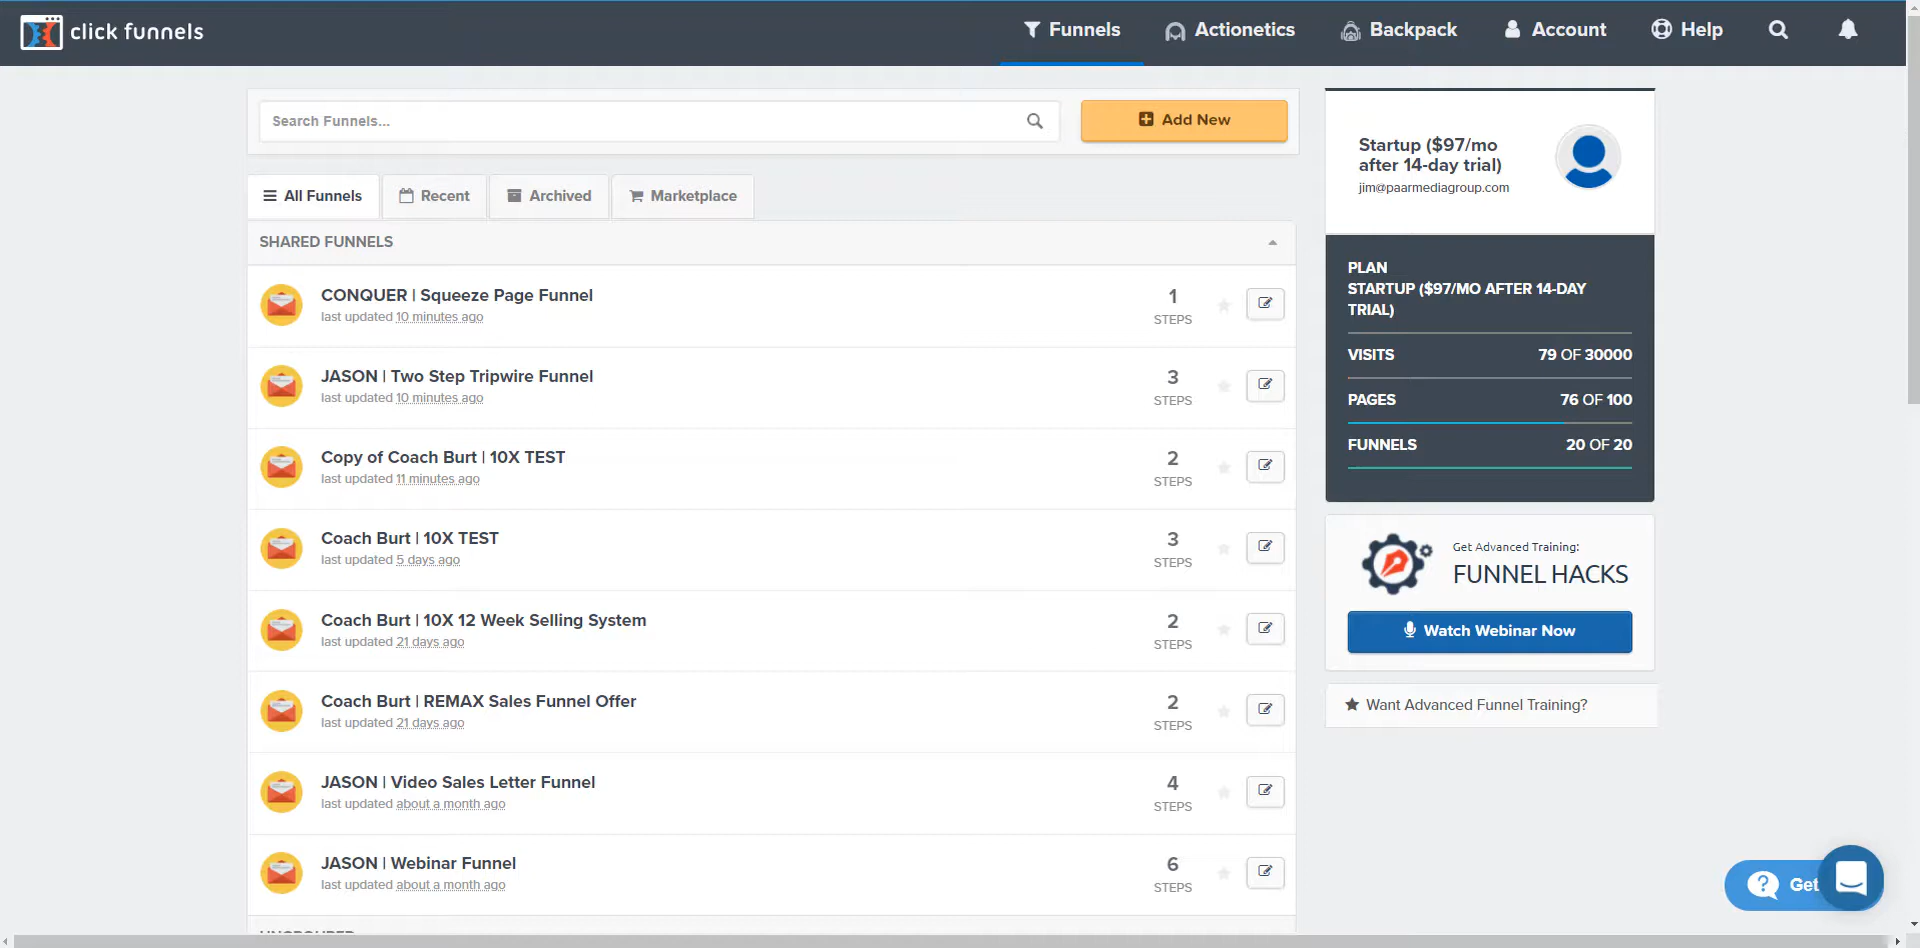 click funnels
Funnels
Actionetics
Backpack
Account
Help
Search Funnels...
Add New
All Funnels
Recent
Archived
Marketplace
SHARED FUNNELS
CONQUER | Squeeze Page Funnel
last updated 10 minutes ago
1
STEPS
JASON | Two Step Tripwire Funnel
last updated 10 minutes ago
3
STEPS
Copy of Coach Burt | 10X TEST
last updated 11 minutes ago
2
STEPS
Coach Burt | 10X TEST
last updated 5 days ago
3
STEPS
Coach Burt | 10X 12 Week Selling System
last updated 21 days ago
2
STEPS
Coach Burt | REMAX Sales Funnel Offer
last updated 21 days ago
2
STEPS
JASON | Video Sales Letter Funnel
last updated about a month ago
4
STEPS
JASON | Webinar Funnel
last updated about a month ago
6
STEPS
UNGROUPED
Startup ($97/mo
after 14-day trial)
jim@paarmediagroup.com
PLAN
STARTUP ($97/MO AFTER 14-DAY
TRIAL)
VISITS 79 OF 30000
PAGES 76 OF 100
FUNNELS 20 OF 20
Get Advanced Training:
FUNNEL HACKS
Watch Webinar Now
Want Advanced Funnel Training?
Get